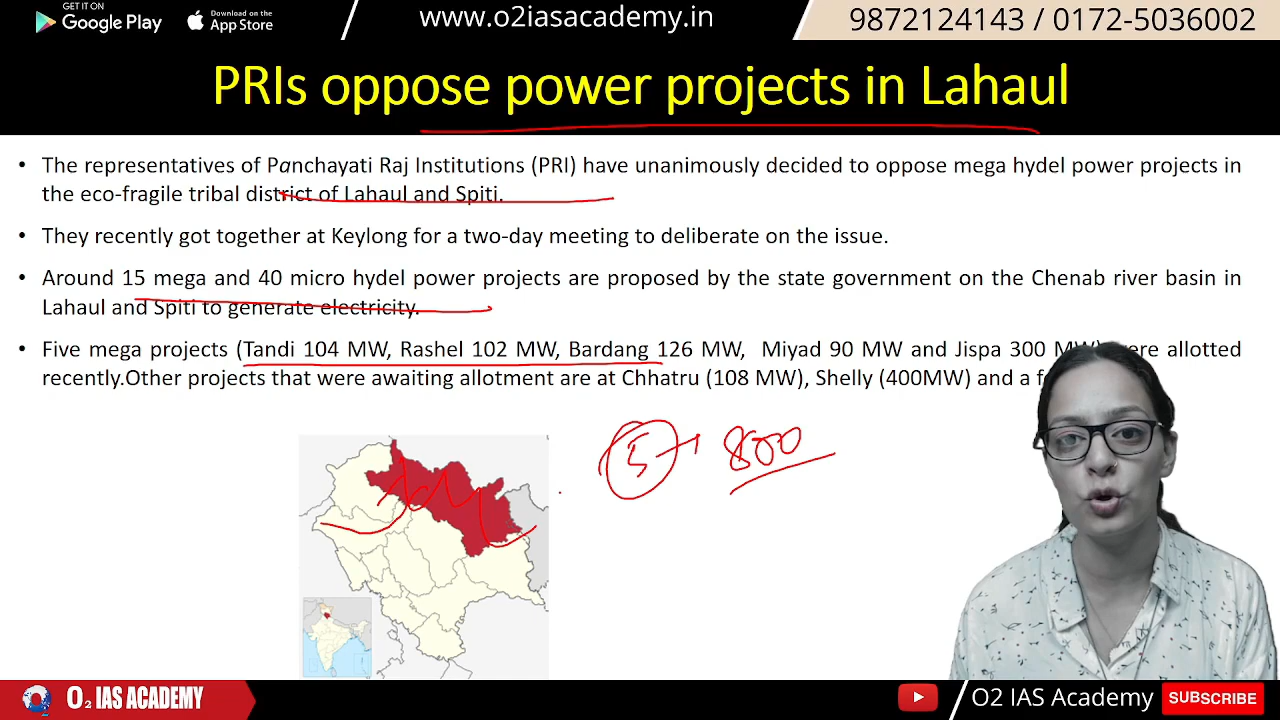 GET IT ON
Google Play
Download on the
App Store
www.o2iasacademy.in
9872124143 / 0172-5036002
PRIs oppose power projects in Lahaul
• The representatives of Panchayati Raj Institutions (PRI) have unanimously decided to oppose mega hydel power projects in
the eco-fragile tribal district of Lahaul and Spiti.
• They recently got together at Keylong for a two-day meeting to deliberate on the issue.
• Around 15 mega and 40 micro hydel power projects are proposed by the state government on the Chenab river basin in
Lahaul and Spiti to generate electricity.
• Five mega projects (Tandi 104 MW, Rashel 102 MW, Bardang 126 MW, Miyad 90 MW and Jispa 300 MW) were allotted
recently.Other projects that were awaiting allotment are at Chhatru (108 MW), Shelly (400MW) and a
5 800
O₂ IAS ACADEMY
O2 IAS Academy
SUBSCRIBE